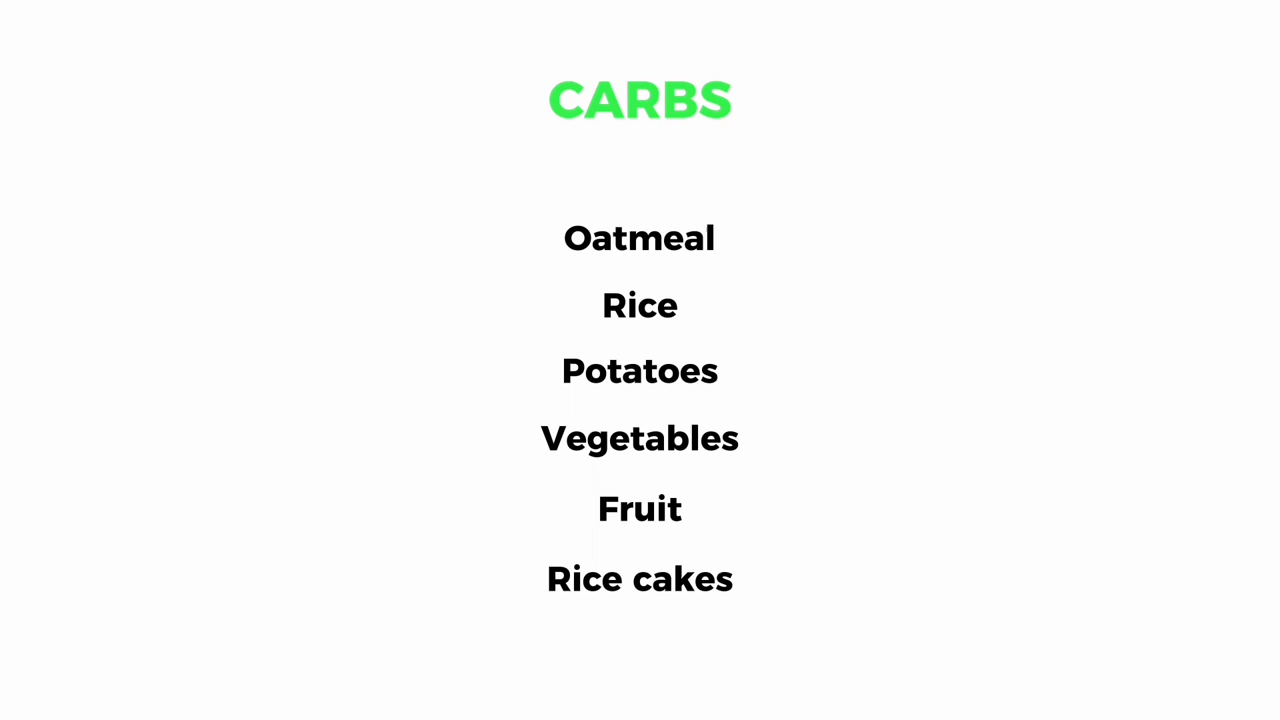 CARBS
Oatmeal
Rice
Potatoes
Vegetables
Fruit
Rice cakes